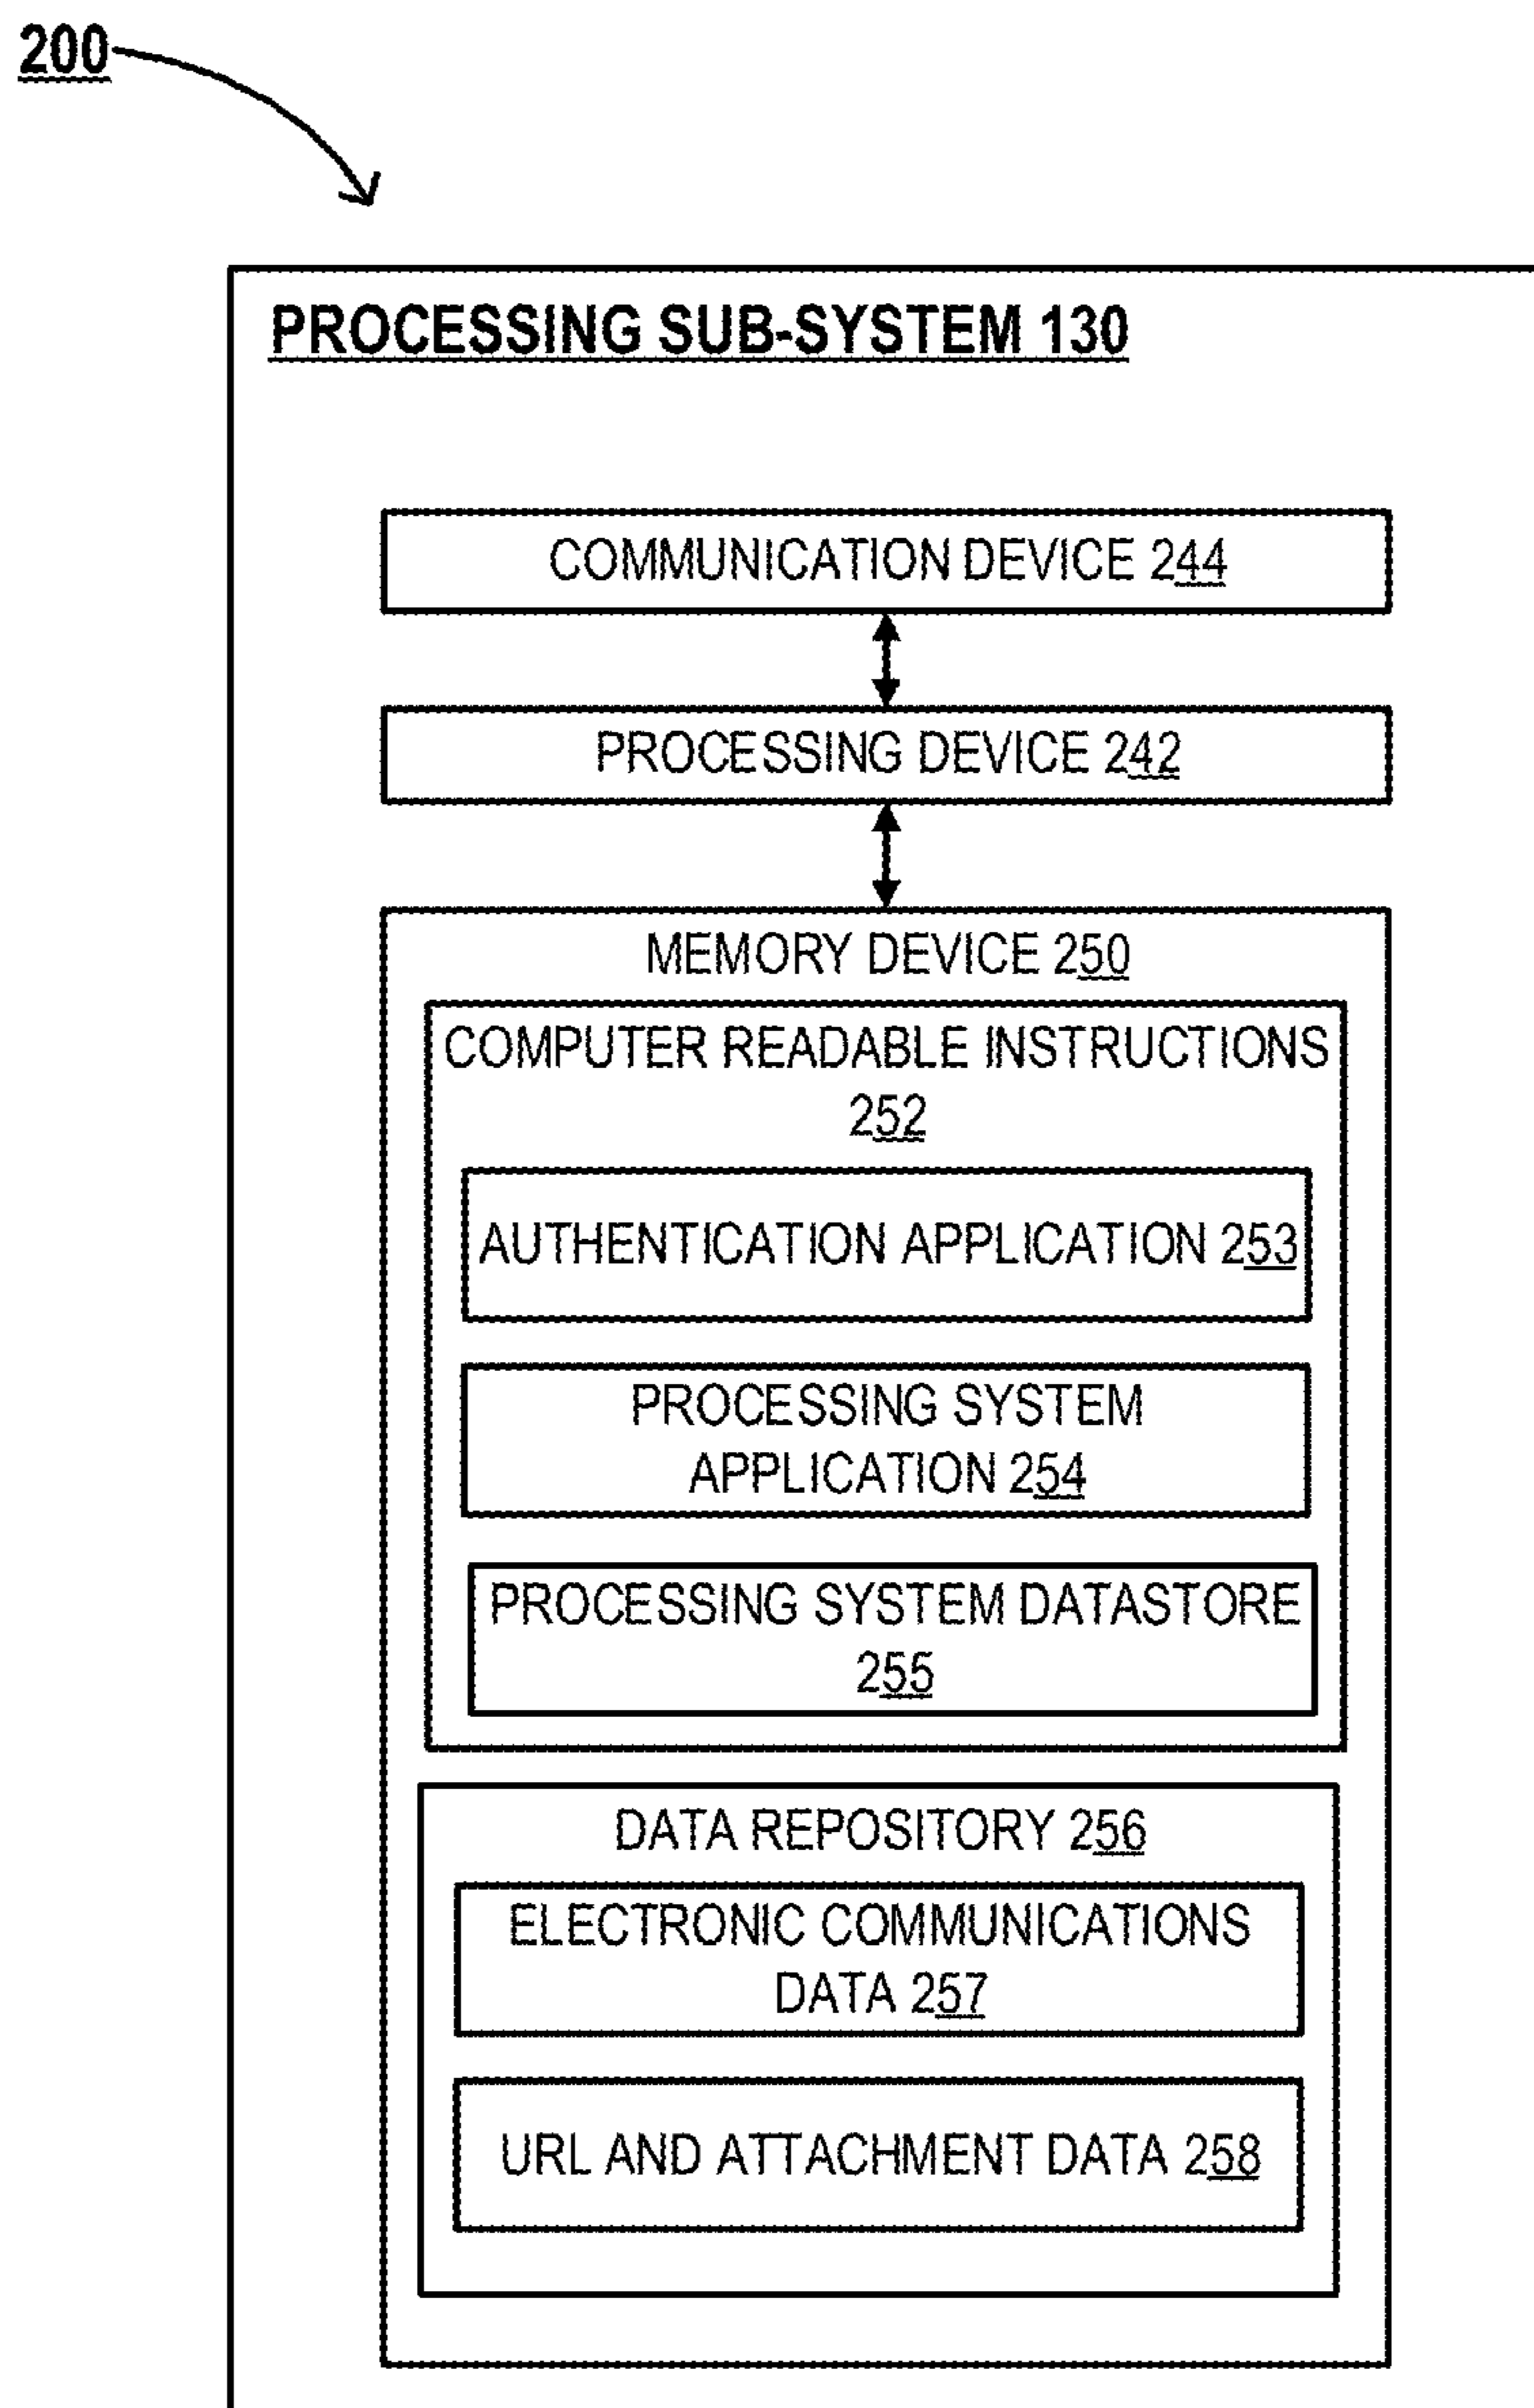 200
PROCESSING SUB-SYSTEM 130
COMMUNICATION DEVICE 244
PROCESSING DEVICE 242
MEMORY DEVICE 250
COMPUTER READABLE INSTRUCTIONS
252
AUTHENTICATION APPLICATION 253
PROCESSING SYSTEM
APPLICATION 254
PROCESSING SYSTEM DATASTORE
255
DATA REPOSITORY 256
ELECTRONIC COMMUNICATIONS
DATA 257
URL AND ATTACHMENT DATA 258